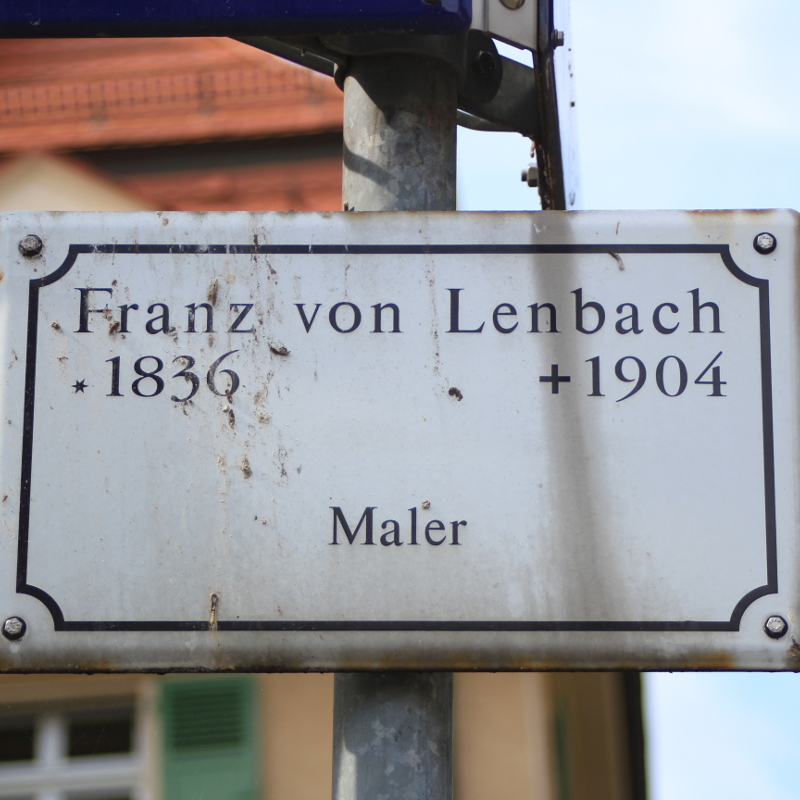 Franz von Lenbach
* 1836 + 1904
Maler